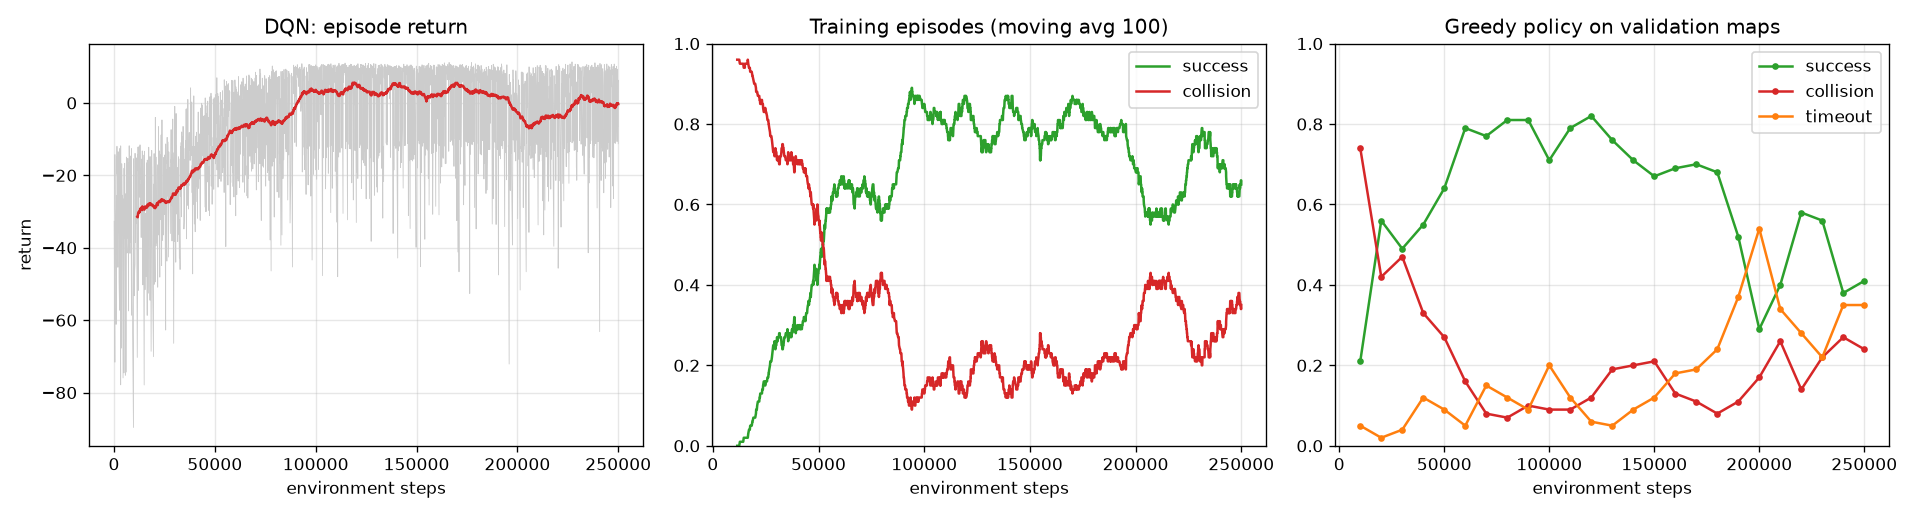 DQN: episode return
return
0
−20
−40
−60
−80
0 50000 100000 150000 200000 250000
environment steps
Training episodes (moving avg 100)
success
collision
1.0
0.8
0.6
0.4
0.2
0.0
0 50000 100000 150000 200000 250000
environment steps
Greedy policy on validation maps
success
collision
timeout
1.0
0.8
0.6
0.4
0.2
0.0
0 50000 100000 150000 200000 250000
environment steps